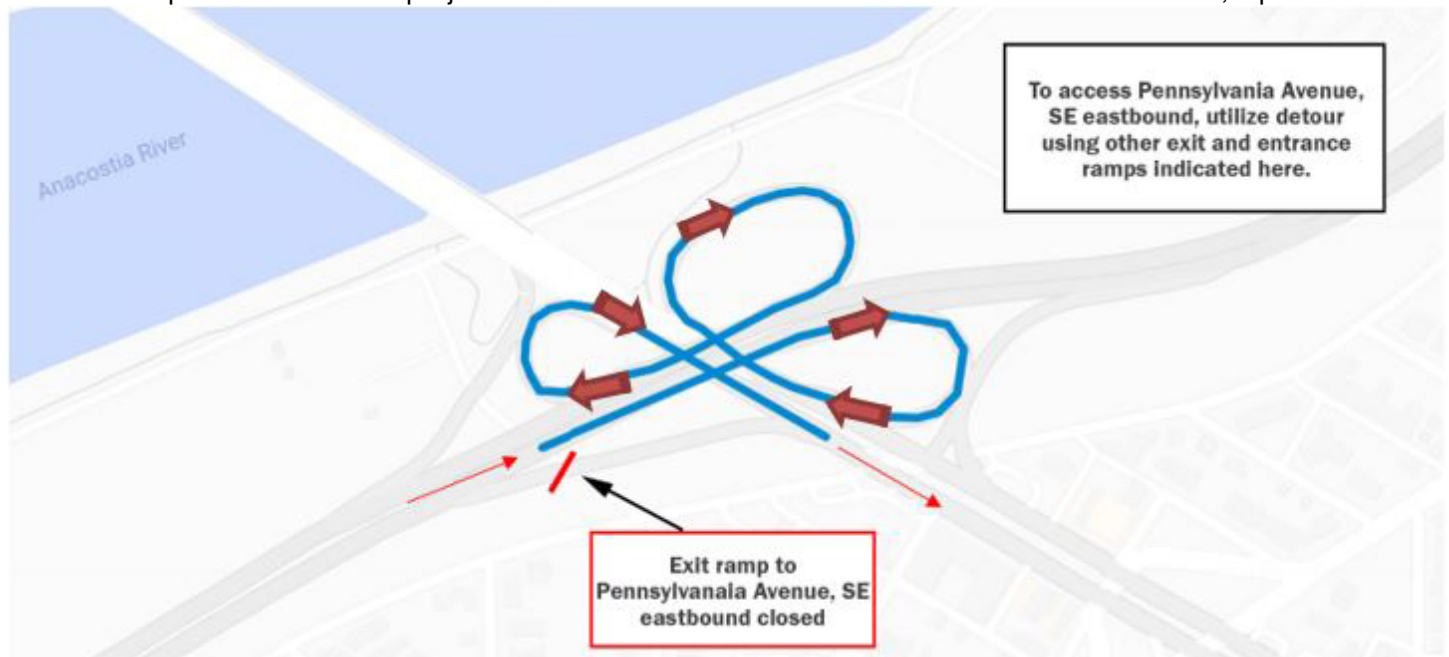 To access Pennsylvania Avenue,
SE eastbound, utilize detour
using other exit and entrance
ramps indicated here.
Anacostia River
Exit ramp to
Pennsylvanala Avenue, SE
eastbound closed